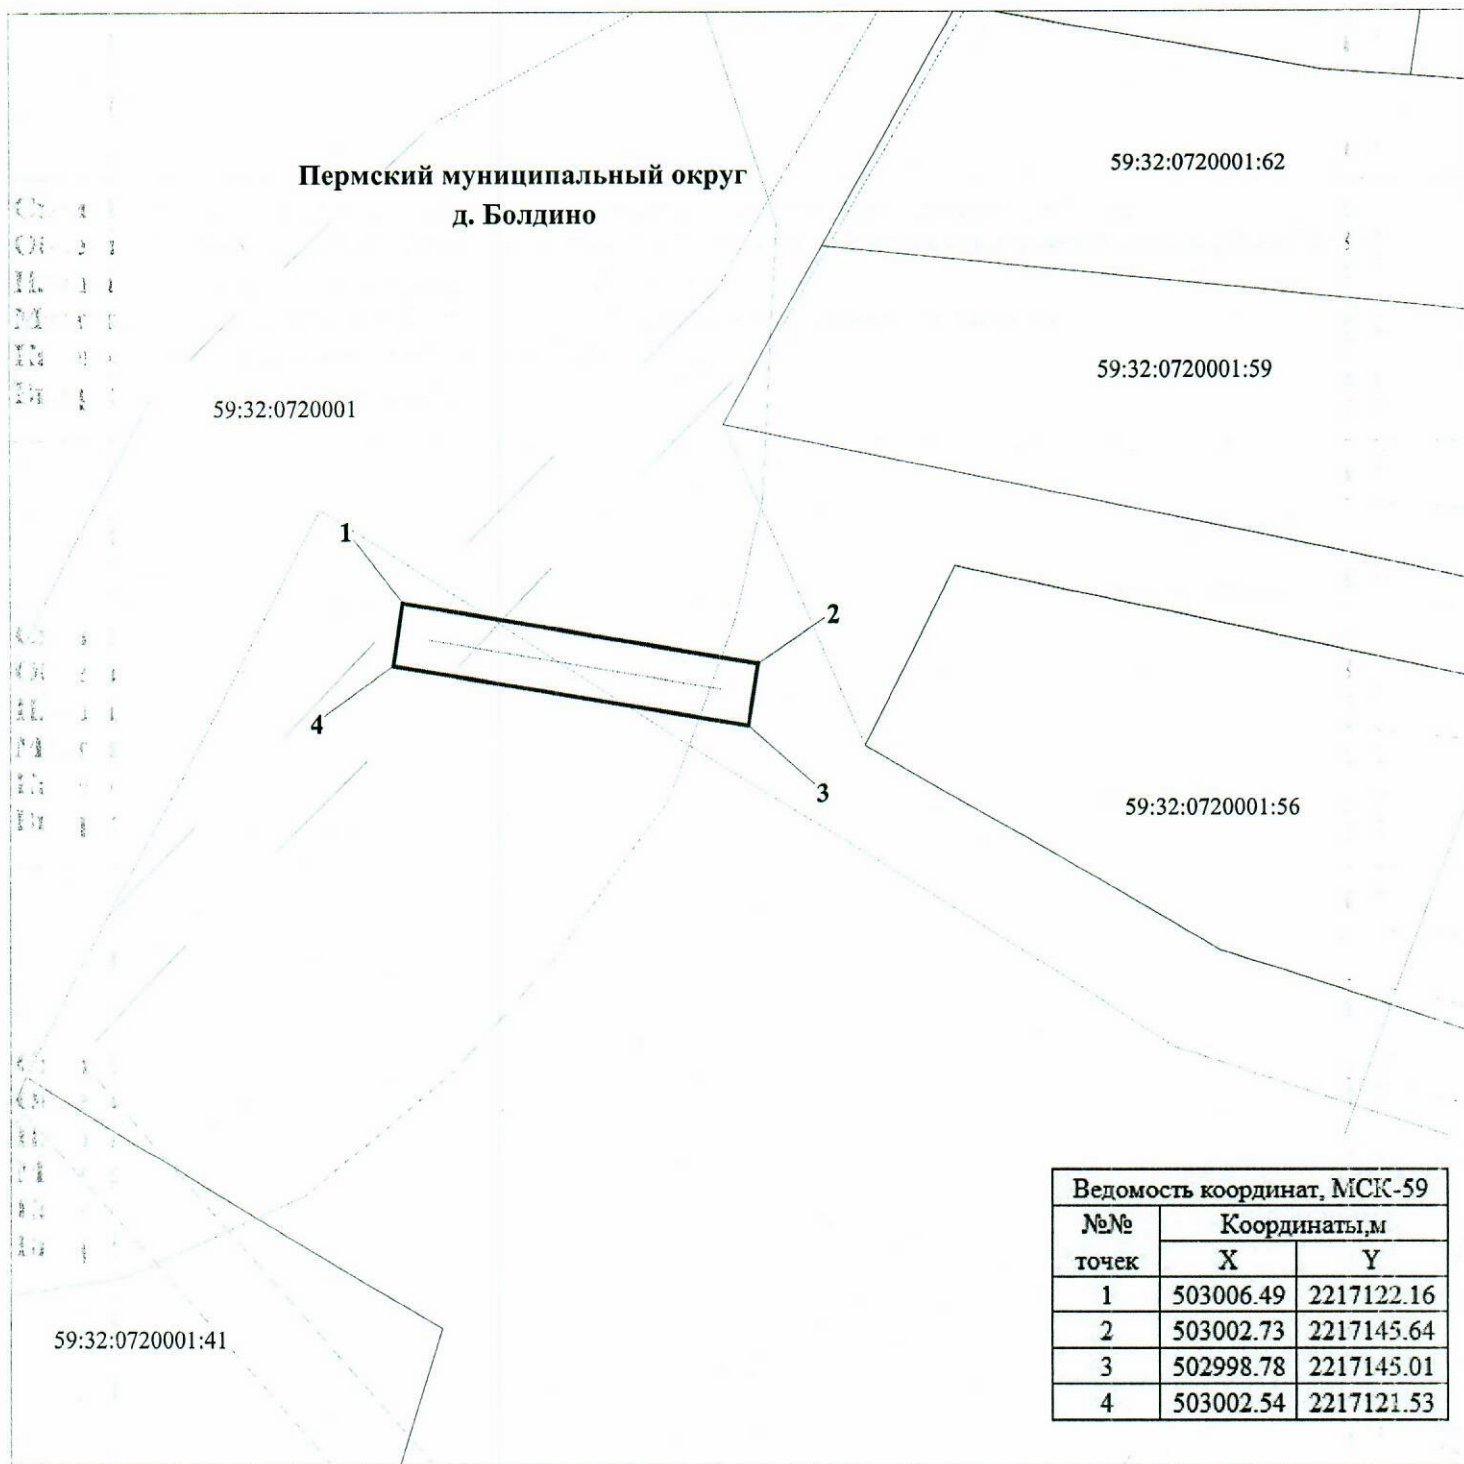 Пермский муниципальный округ
д. Болдино
59:32:0720001:62
59:32:0720001:59
59:32:0720001
1
2
4
3
59:32:0720001:56
59:32:0720001:41
Ведомость координат, МСК-59
№№ точек Координаты,м
X Y
1 503006.49 2217122.16
2 503002.73 2217145.64
3 502998.78 2217145.01
4 503002.54 2217121.53